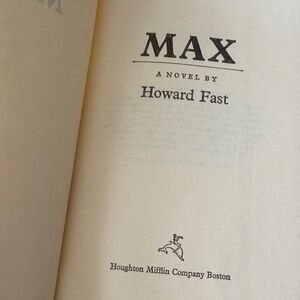 MAX
A NOVEL BY
Howard Fast
Houghton Mifflin Company Boston